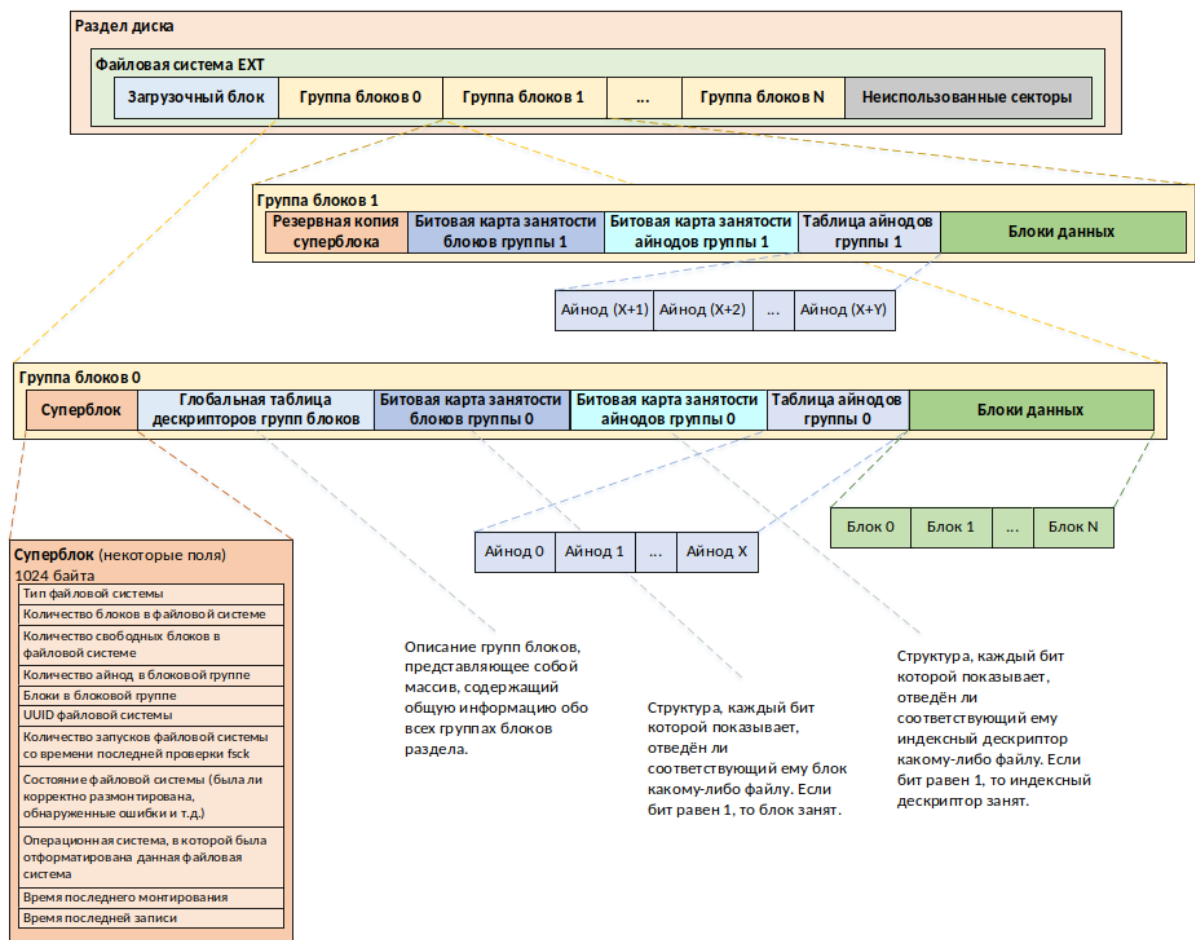 Раздел диска
Файловая система EXT
Загрузочный блок
Группа блоков 0
Группа блоков 1
...
Группа блоков N
Неиспользованные секторы
Группа блоков 1
Резервная копия
суперблока
Битовая карта занятости
блоков группы 1
Битовая карта занятости
айнодов группы 1
Таблица айнодов
группы 1
Блоки данных
Айнод (X+1)
Айнод (X+2)
...
Айнод (X+Y)
Группа блоков 0
Суперблок
Глобальная таблица
дескрипторов групп блоков
Битовая карта занятости
блоков группы 0
Битовая карта занятости
айнодов группы 0
Таблица айнодов
группы 0
Блоки данных
Блок 0
Блок 1
...
Блок N
Айнод 0
Айнод 1
...
Айнод X
Суперблок (некоторые поля)
1024 байта
Тип файловой системы
Количество блоков в файловой системе
Количество свободных блоков в
файловой системе
Количество айнод в блоковой группе
Блоки в блоковой группе
UUID файловой системы
Количество запусков файловой системы
со времени последней проверки fsck
Состояние файловой системы (была ли
корректно размонтирована,
обнаруженные ошибки и т.д.)
Операционная система, в которой была
отформатирована данная файловая
система
Время последнего монтирования
Время последней записи
Описание групп блоков,
представляющее собой
массив, содержащий
общую информацию обо
всех группах блоков
раздела.
Структура, каждый бит
которой показывает,
отведён ли
соответствующий ему блок
какому-либо файлу. Если
бит равен 1, то блок занят.
Структура, каждый бит
которой показывает,
отведён ли
соответствующий ему
индексный дескриптор
какому-либо файлу. Если
бит равен 1, то индексный
дескриптор занят.